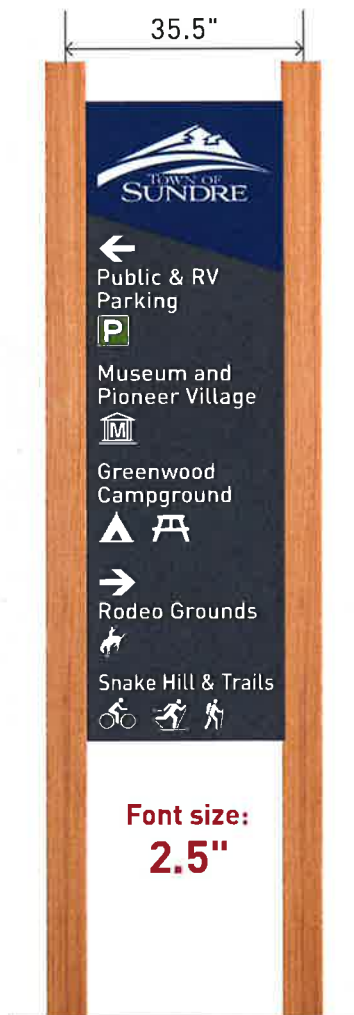 35.5"
TOWN OF
SUNDRE
Public & RV
Parking
P
Museum and
Pioneer Village
M
Greenwood
Campground
Rodeo Grounds
Snake Hill & Trails
Font size:
2.5"